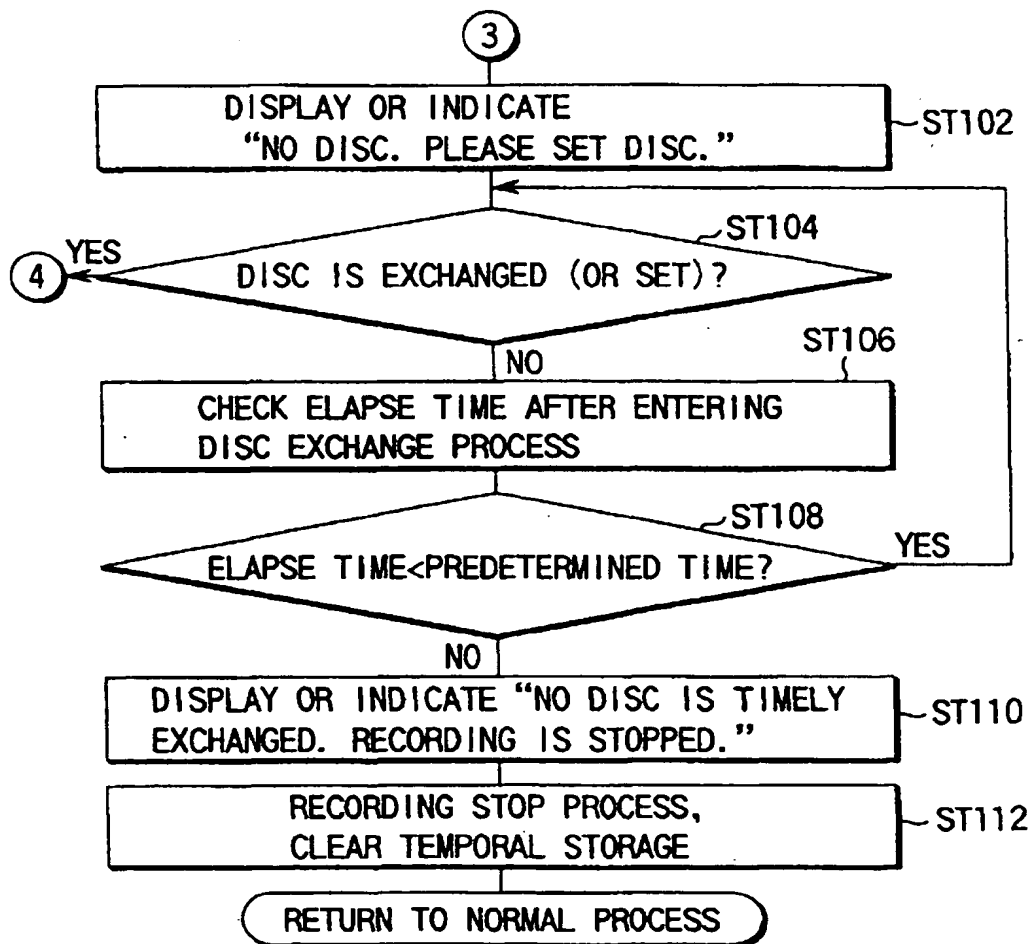 3
DISPLAY OR INDICATE
“NO DISC. PLEASE SET DISC.”
ST102
ST104
YES
4
DISC IS EXCHANGED (OR SET)?
NO
ST106
CHECK ELAPSE TIME AFTER ENTERING
DISC EXCHANGE PROCESS
ST108
YES
ELAPSE TIME<PREDETERMINED TIME?
NO
DISPLAY OR INDICATE “NO DISC IS TIMELY
EXCHANGED. RECORDING IS STOPPED.”
ST110
RECORDING STOP PROCESS,
CLEAR TEMPORAL STORAGE
ST112
RETURN TO NORMAL PROCESS